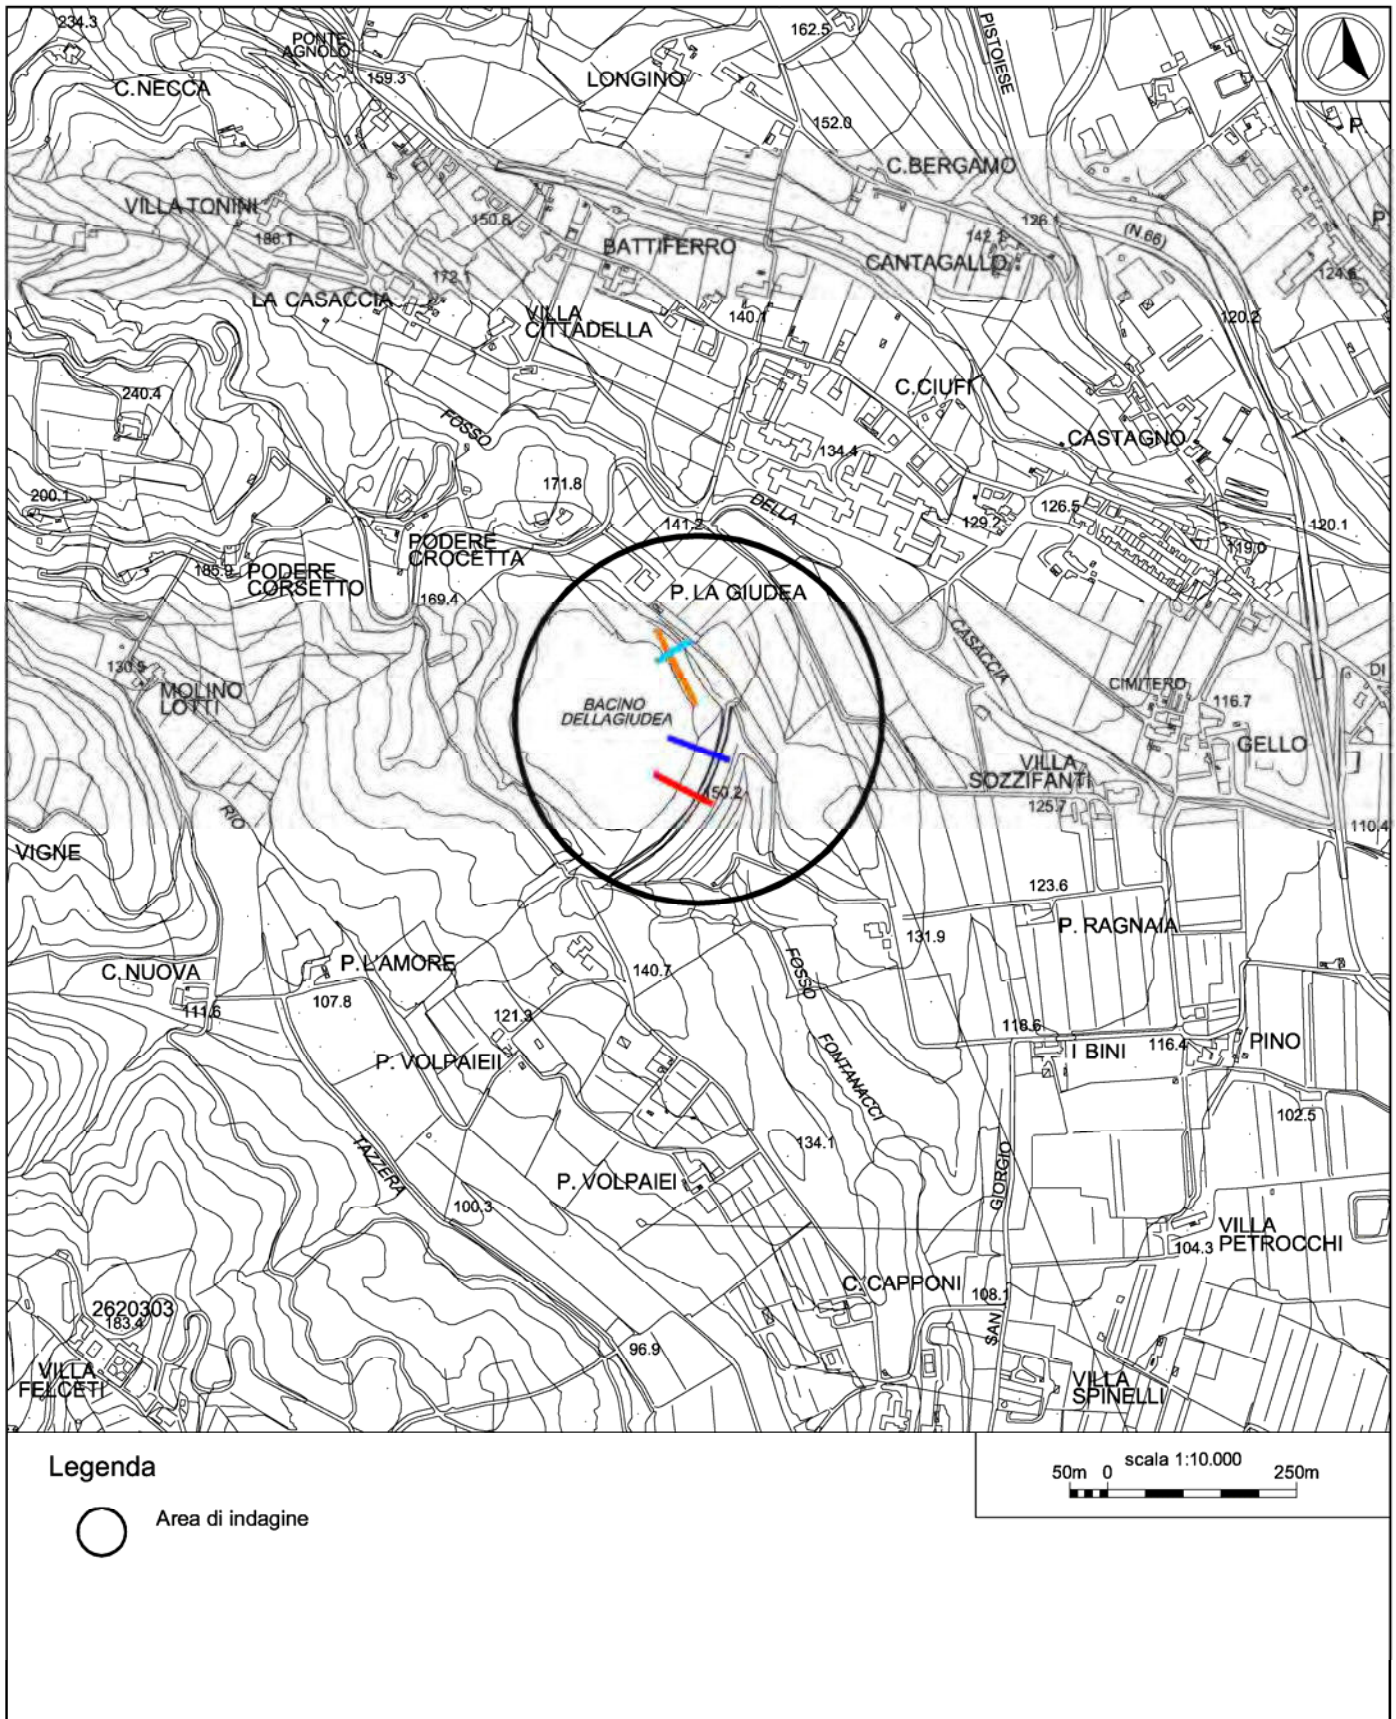 234.3
PONTE
AGNOLO
162.5
PISTOIESE
C.NECCA
159.3
LONGINO
152.0
P.
C.BERGAMO
VILLA TONINI
186.1
150.8
BATTIFERRO
126.1
142.1
(N.66)
CANTAGALLO
124.6
172.1
LA CASACCIA
VILLA
CITTADELLA
140.1
120.2
240.4
C.CIUFI
FOSSO
134.4
CASTAGNO
200.1
171.8
141.2
DELLA
129.7
126.5
120.1
119.0
PODERE
CROCETTA
185.9
PODERE
CORSETTO
169.4
P. LA GIUDEA
CASACCIA
130.5
MOLINO
LOTTI
BACINO
DELLAGIUDEA
CIMITERO
116.7
DI
GELLO
VILLA
SOZZIFANTI
125.7
150.2
RIO
110.4
VIGNE
123.6
P. RAGNAIA
131.9
C.NUOVA
111.6
P.L'AMORE
107.8
140.7
FOSSO
121.3
118.6
116.4
PINO
P. VOLPAIEII
I BINI
FONTANACCI
102.5
134.1
TAZZERA
P. VOLPAIEI
GIORGIO
100.3
VILLA
PETROCCHI
104.3
C. CAPPONI
108.1
2620303
183.4
SAN
96.9
VILLA
FELCETI
VILLA
SPINELLI
Legenda
Area di indagine
scala 1:10.000
50m 0 250m